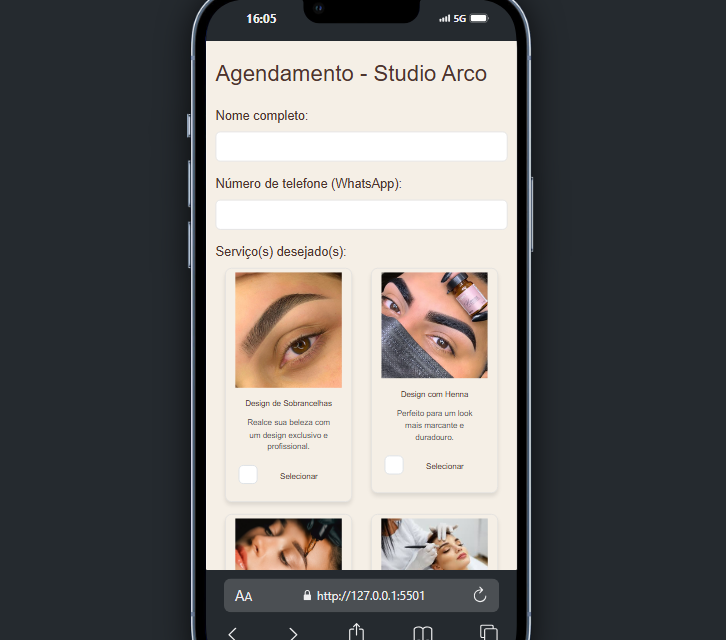 16:05
5G
Agendamento - Studio Arco
Nome completo:
Número de telefone (WhatsApp):
Serviço(s) desejado(s):
Design de Sobrancelhas
Realce sua beleza com
um design exclusivo e
profissional.
Selecionar
Design com Henna
Perfeito para um look
mais marcante e
duradouro.
Selecionar
AA
http://127.0.0.1:5501